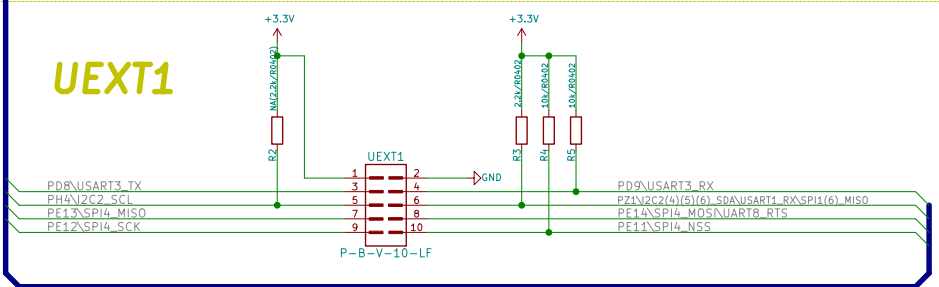 +3.3V
+3.3V
UEXT1
NA(2.2k/R0402)
2.2k/R0402
10k/R0402
10k/R0402
R2
R3
R4
R5
UEXT1
1
2
GND
PD8\USART3_TX
3
4
PD9\USART3_RX
PH4\I2C2_SCL
5
6
PZ1\I2C2(4)(5)(6)_SDA\USART1_RX\SPI1(6)_MISO
PE13\SPI4_MISO
7
8
PE14\SPI4_MOSI\UART8_RTS
PE12\SPI4_SCK
9
10
PE11\SPI4_NSS
P-B-V-10-LF